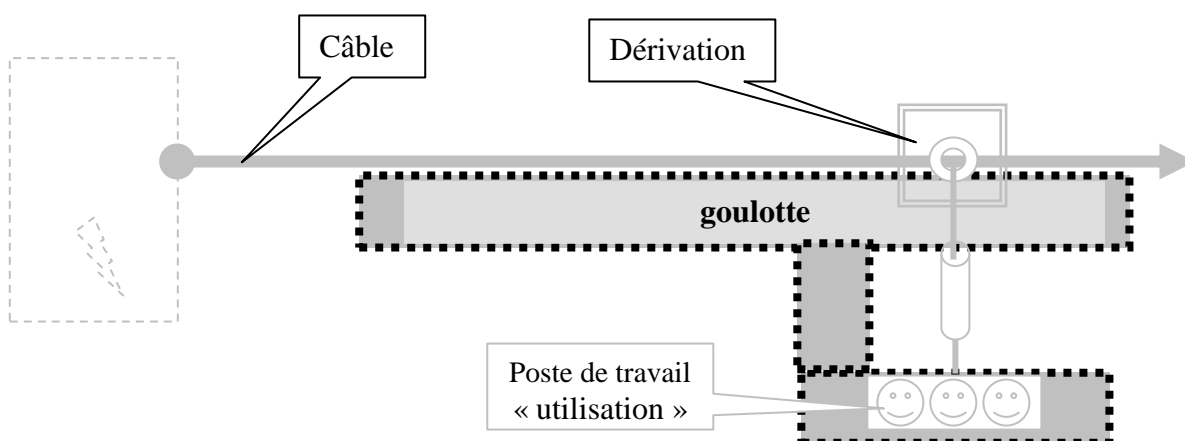 Câble
Dérivation
goulotte
Poste de travail
« utilisation »